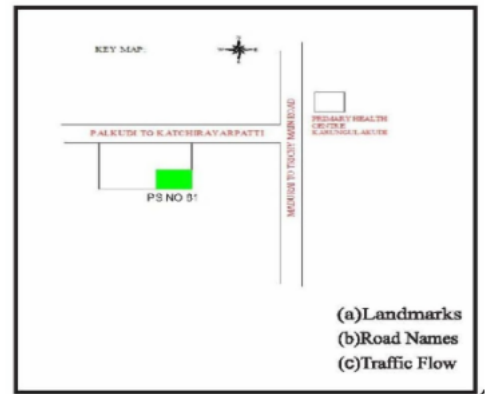 KEY MAP:
PRIMARY HEALTH
CENTRE
KARUNGULAKUDI
PALKUDI TO KATCHIRAYARPATTI
MADURAI TO TRICHY MAIN ROAD
PS NO 81
(a)Landmarks
(b)Road Names
(c)Traffic Flow